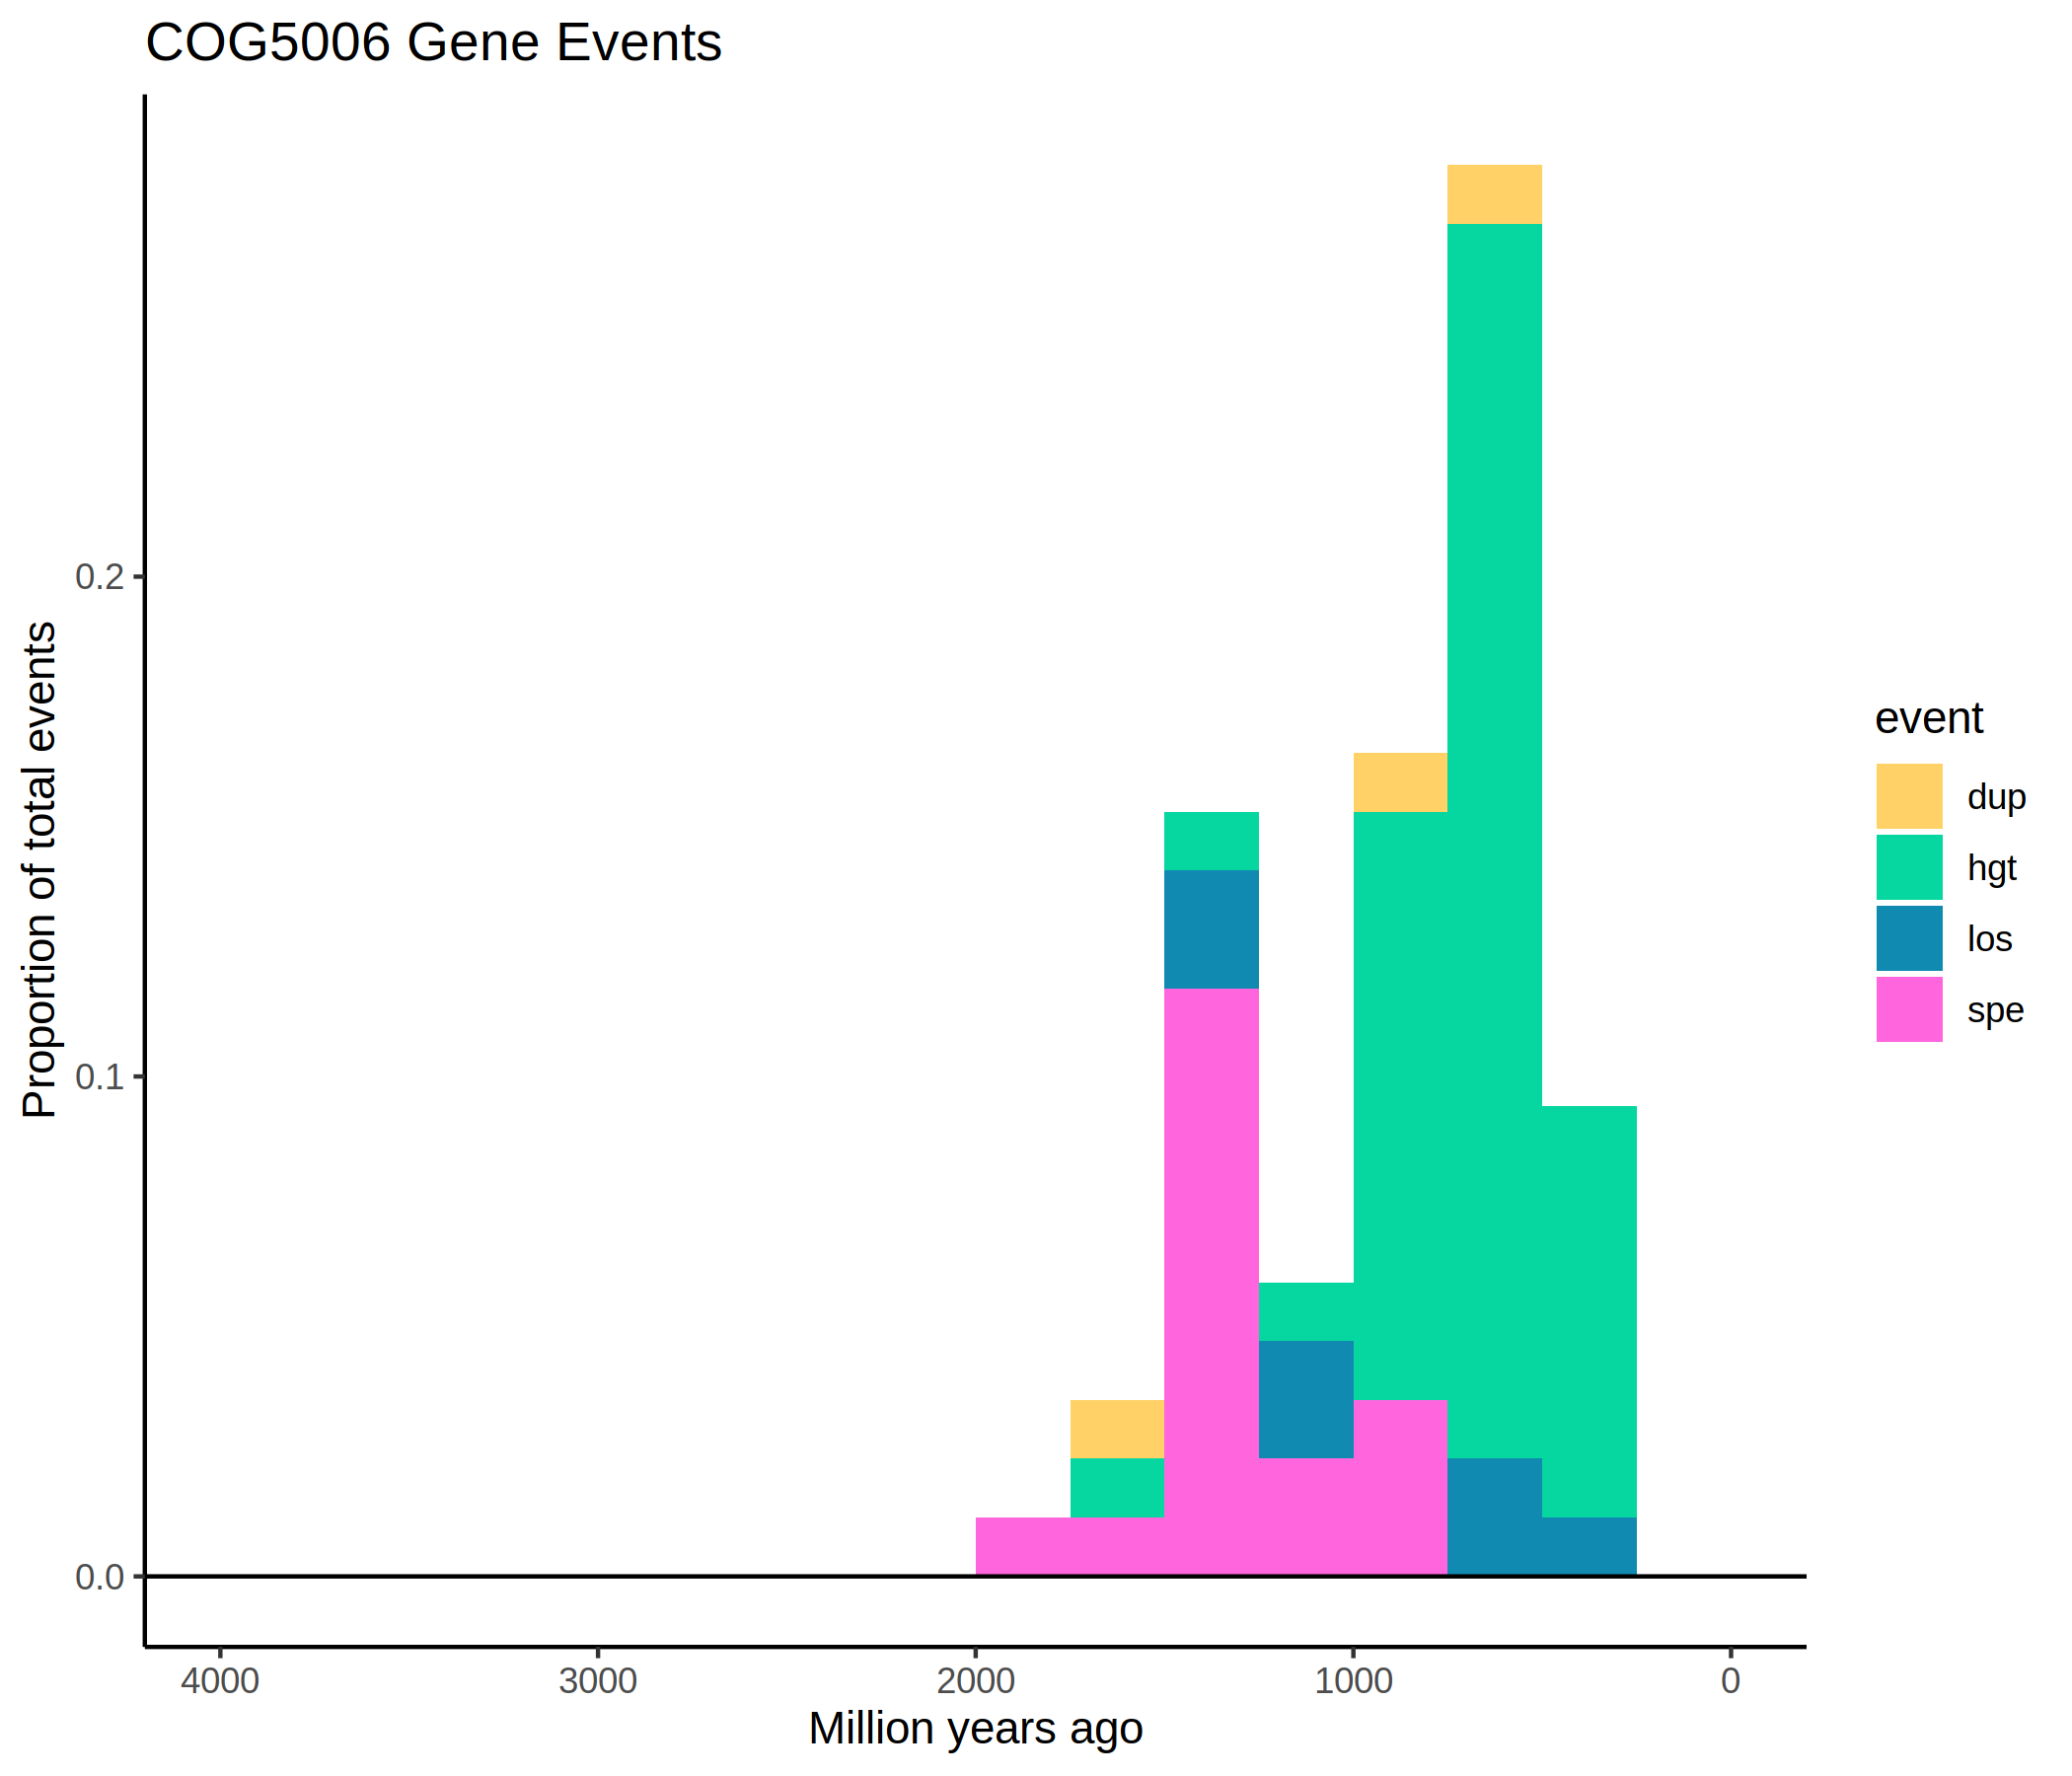 COG5006 Gene Events
Proportion of total events
0.2
0.1
0.0
4000 3000 2000 1000 0
Million years ago
event
dup
hgt
los
spe